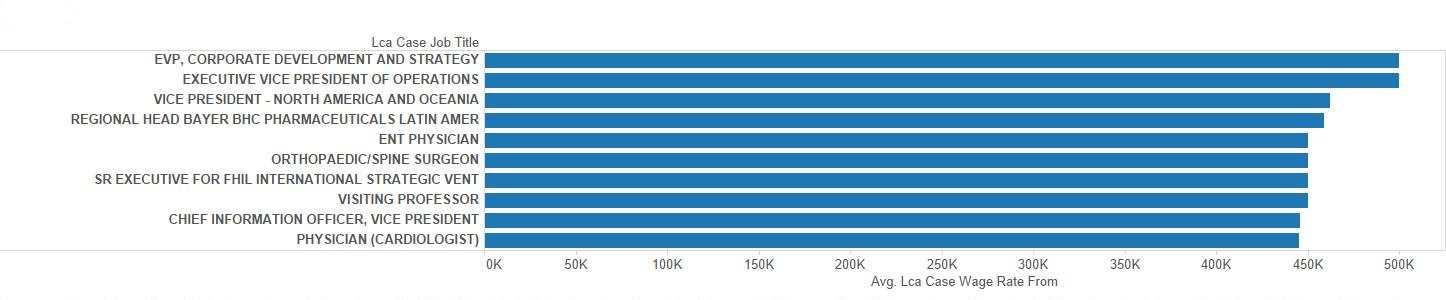 Lca Case Job Title
EVP, CORPORATE DEVELOPMENT AND STRATEGY
EXECUTIVE VICE PRESIDENT OF OPERATIONS
VICE PRESIDENT - NORTH AMERICA AND OCEANIA
REGIONAL HEAD BAYER BHC PHARMACEUTICALS LATIN AMER
ENT PHYSICIAN
ORTHOPAEDIC/SPINE SURGEON
SR EXECUTIVE FOR FHIL INTERNATIONAL STRATEGIC VENT
VISITING PROFESSOR
CHIEF INFORMATION OFFICER, VICE PRESIDENT
PHYSICIAN (CARDIOLOGIST)
0K 50K 100K 150K 200K 250K 300K 350K 400K 450K 500K
Avg. Lca Case Wage Rate From